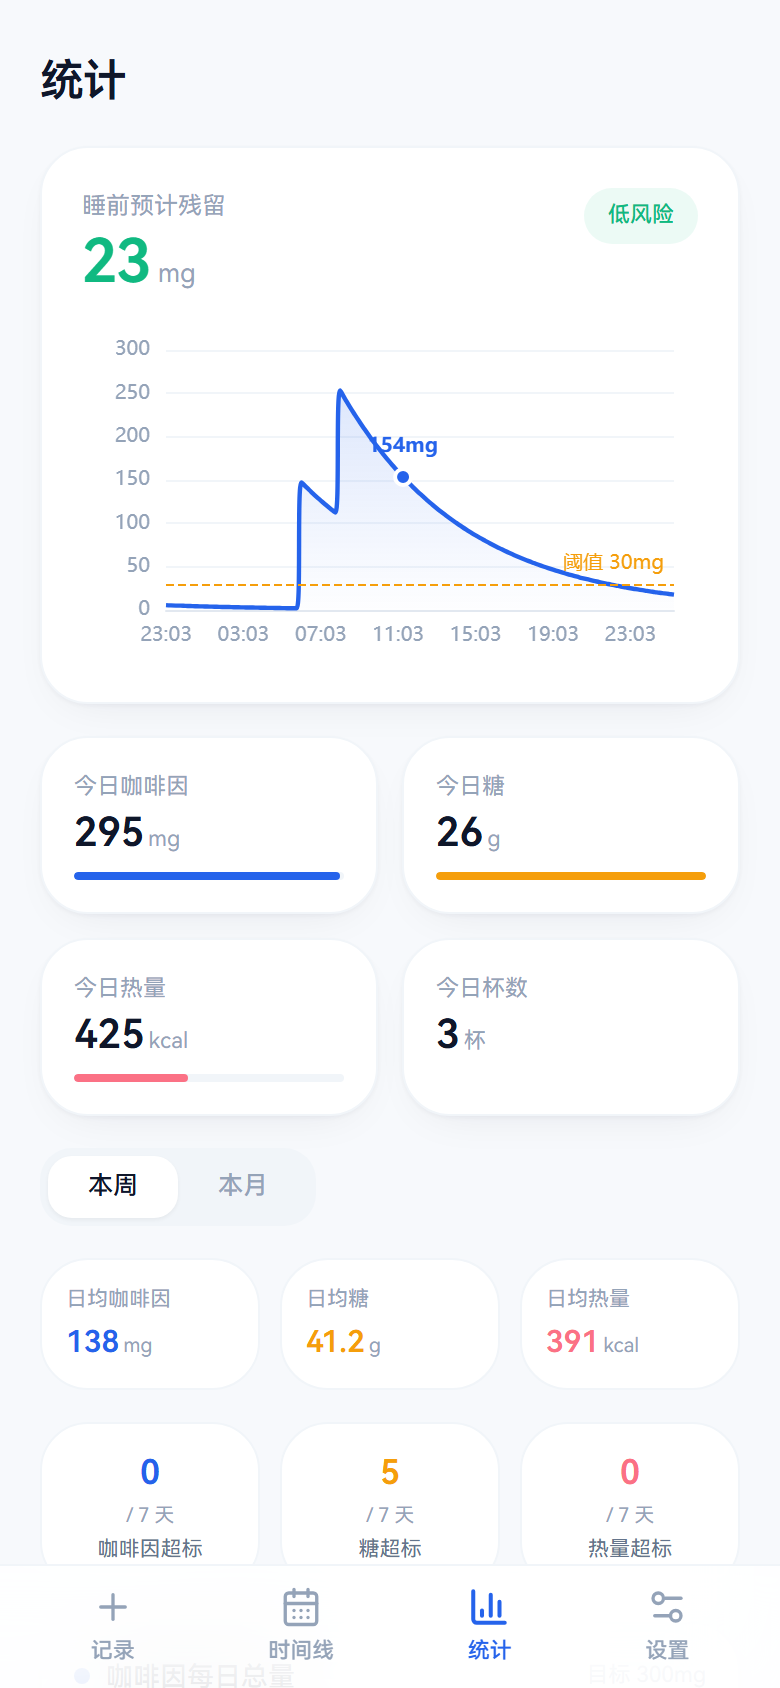 统计
睡前预计残留
低风险
23 mg
300
250
200
154mg
150
100
阈值 30mg
50
0
23:03 03:03 07:03 11:03 15:03 19:03 23:03
今日咖啡因
295 mg
今日糖
26 g
今日热量
425 kcal
今日杯数
3 杯
本周 本月
日均咖啡因
138 mg
日均糖
41.2 g
日均热量
391 kcal
0
/ 7 天
咖啡因超标
5
/ 7 天
糖超标
0
/ 7 天
热量超标
记录 时间线 统计 设置
咖啡因每日总量 目标 300mg